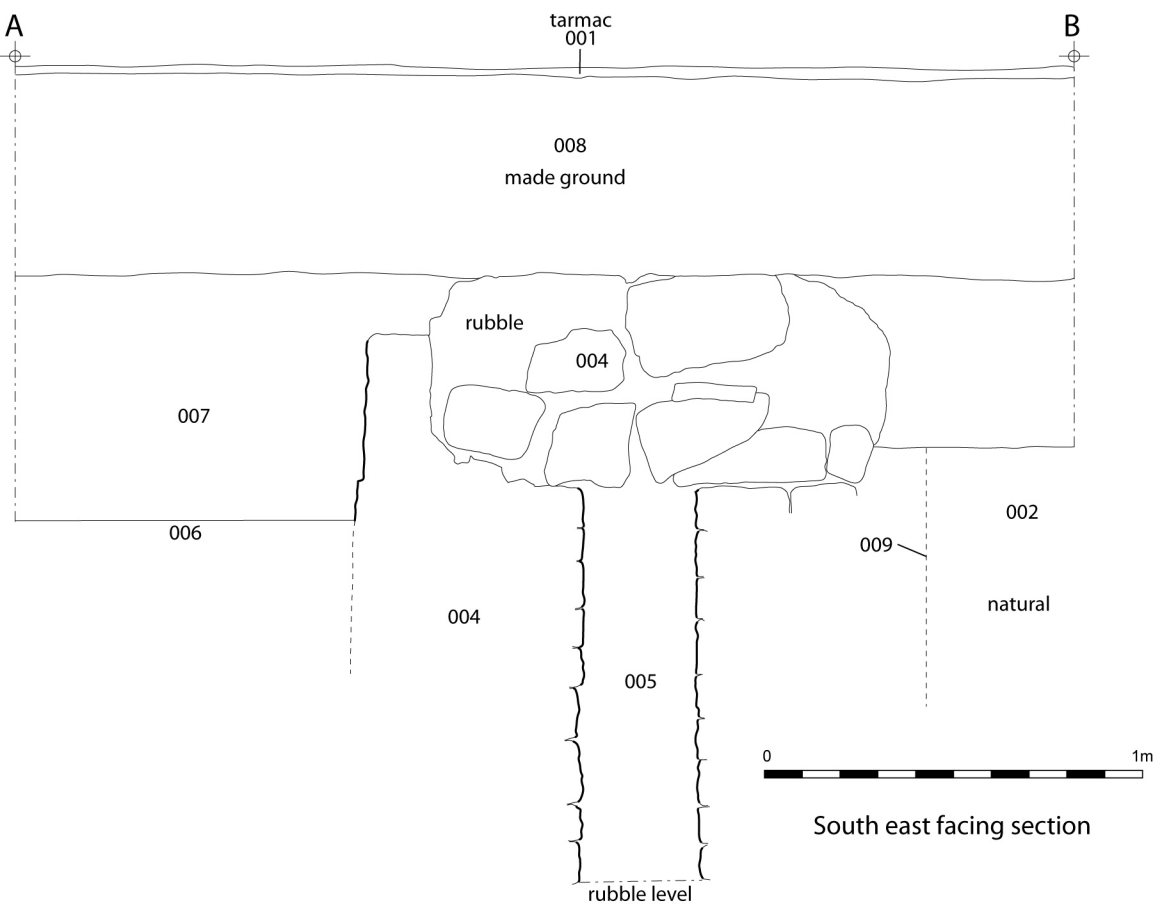 A
B
tarmac
001
008
made ground
rubble
004
007
006
002
009
natural
004
005
0
1m
South east facing section
rubble level